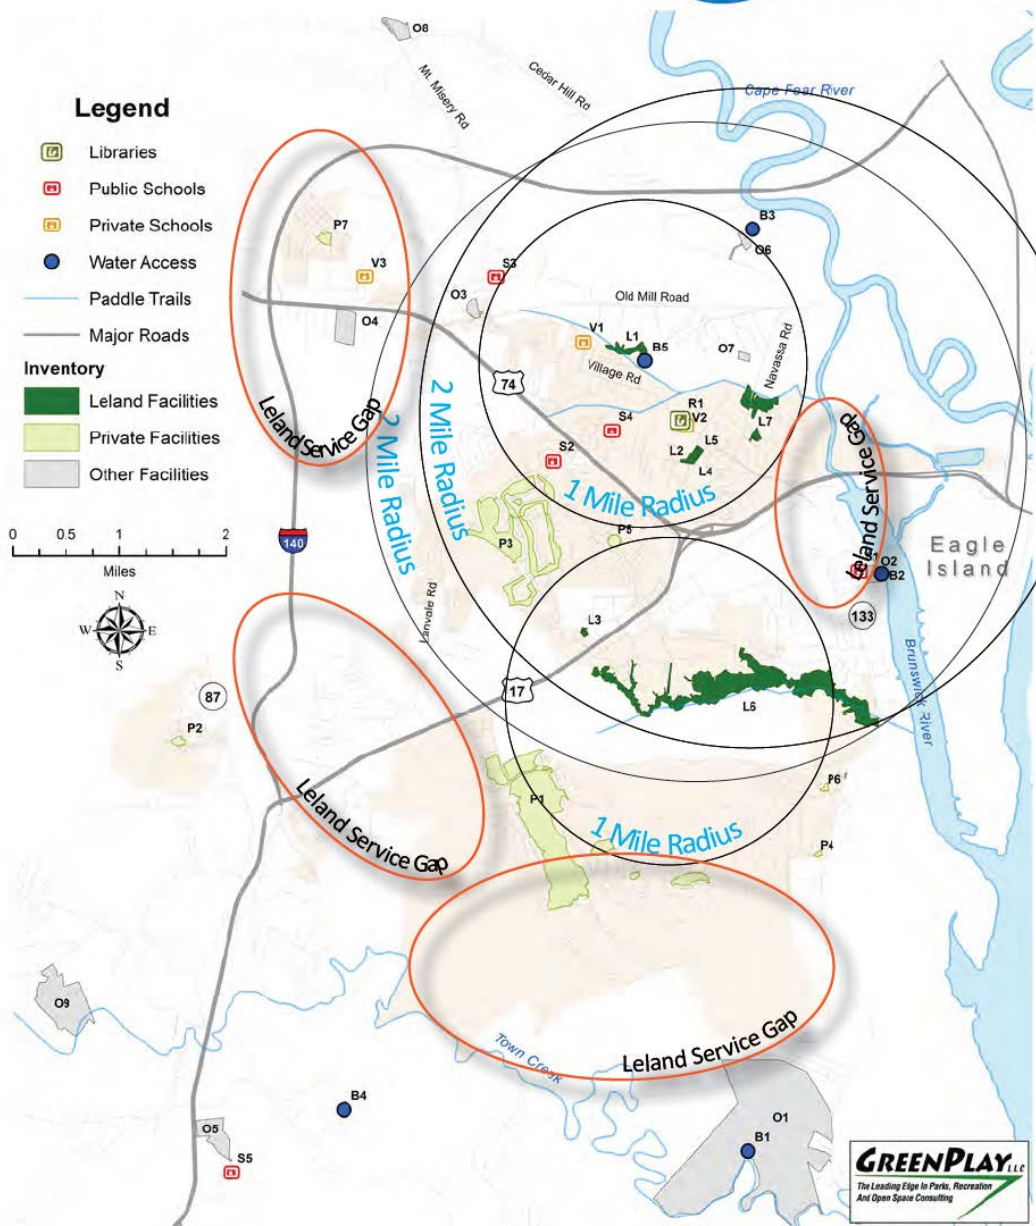 Legend
Libraries
Public Schools
Private Schools
Water Access
Paddle Trails
Major Roads
Inventory
Leland Facilities
Private Facilities
Other Facilities
0 0.5 1 2
Miles
N
W E
S
O8
Mt. Misery Rd
Cedar Hill Rd
Cape Fear River
P7
V3
O4
Leland Service Gap
S3
O3
B3
O6
Old Mill Road
V1
L1
B5
Village Rd
O7
Navassa Rd
74
2 Mile Radius
2 Mile Radius
S4
S2
R1
V2
L2
L5
L4
L7
1 Mile Radius
Leland Service Gap
140
P3
P5
Eagle
Island
O2
B2
133
Lanvale Rd
L3
17
L6
Brunswick River
87
P2
Leland Service Gap
P1
P6
P4
1 Mile Radius
Leland Service Gap
Town Creek
O9
B4
O5
S5
O1
B1
GREENPLAY LLC
The Leading Edge In Parks, Recreation
And Open Space Consulting